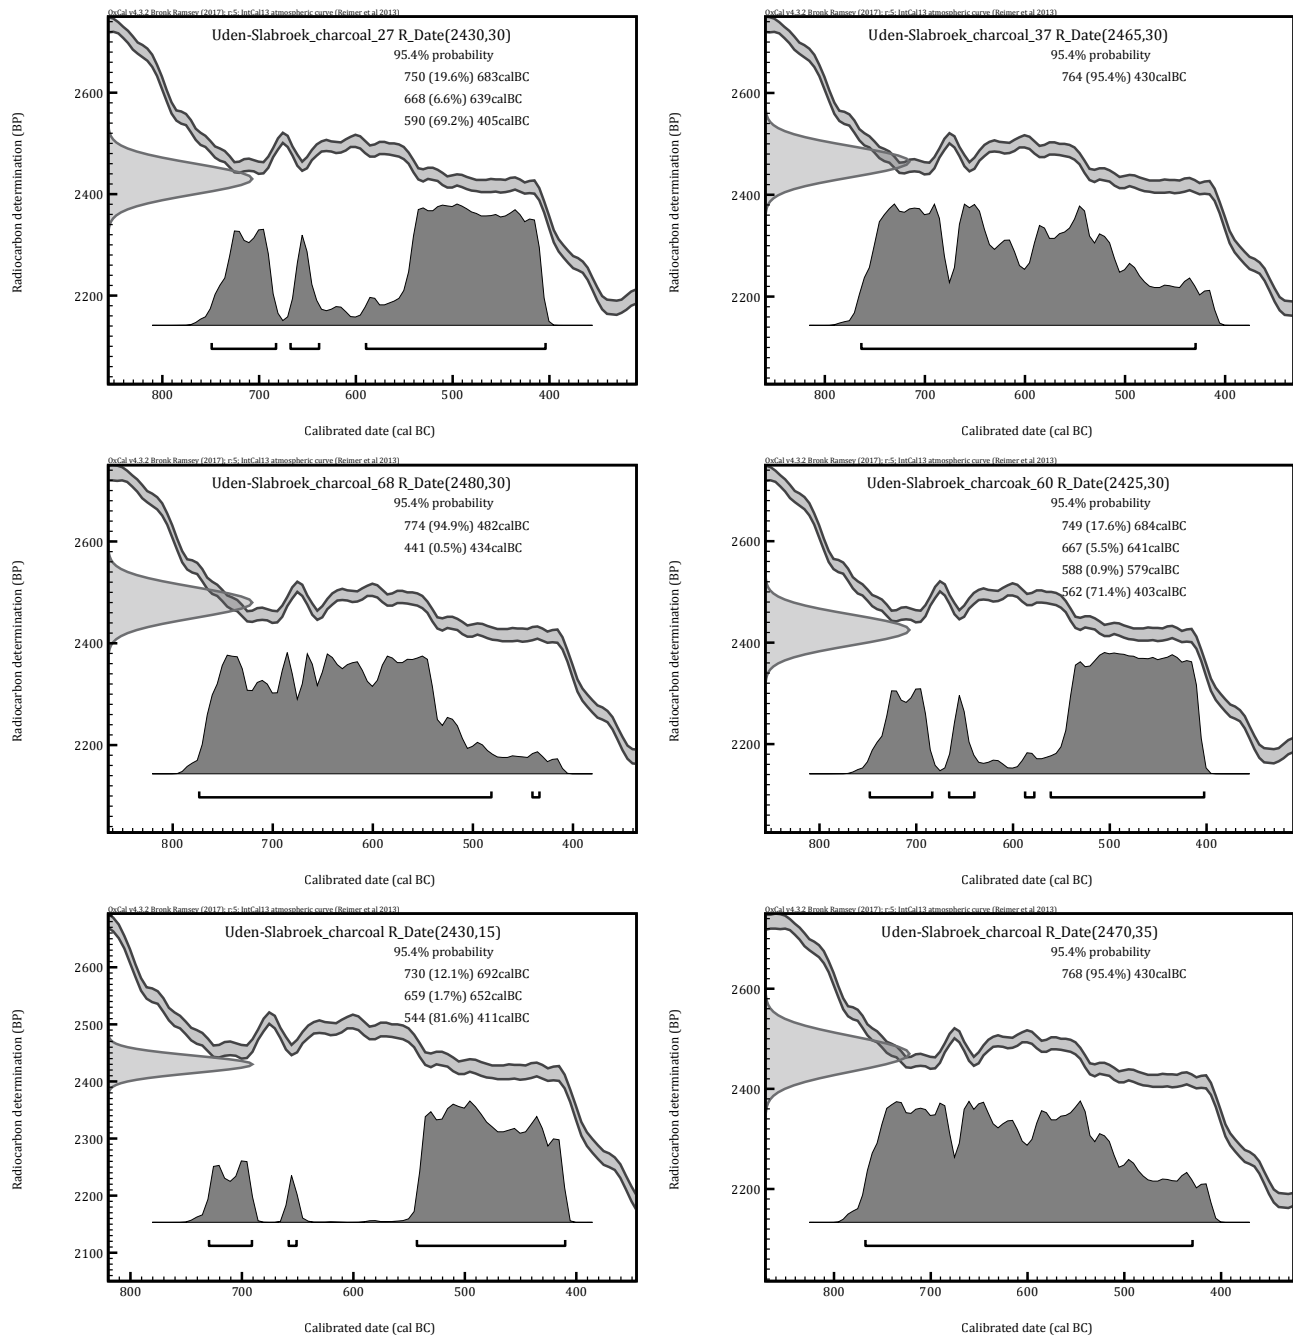 OxCal v4.3.2 Bronk Ramsey (2017); r:5; IntCal13 atmospheric curve (Reimer et al 2013)
Uden-Slabroek_charcoal_27 R_Date(2430,30)
95.4% probability
750 (19.6%) 683calBC
668 (6.6%) 639calBC
590 (69.2%) 405calBC
Radiocarbon determination (BP)
2600
2400
2200
800 700 600 500 400
Calibrated date (cal BC)
OxCal v4.3.2 Bronk Ramsey (2017); r:5; IntCal13 atmospheric curve (Reimer et al 2013)
Uden-Slabroek_charcoal_37 R_Date(2465,30)
95.4% probability
764 (95.4%) 430calBC
Radiocarbon determination (BP)
2600
2400
2200
800 700 600 500 400
Calibrated date (cal BC)
OxCal v4.3.2 Bronk Ramsey (2017); r:5; IntCal13 atmospheric curve (Reimer et al 2013)
Uden-Slabroek_charcoal_68 R_Date(2480,30)
95.4% probability
774 (94.9%) 482calBC
441 (0.5%) 434calBC
Radiocarbon determination (BP)
2600
2400
2200
800 700 600 500 400
Calibrated date (cal BC)
OxCal v4.3.2 Bronk Ramsey (2017); r:5; IntCal13 atmospheric curve (Reimer et al 2013)
Uden-Slabroek_charcoak_60 R_Date(2425,30)
95.4% probability
749 (17.6%) 684calBC
667 (5.5%) 641calBC
588 (0.9%) 579calBC
562 (71.4%) 403calBC
Radiocarbon determination (BP)
2600
2400
2200
800 700 600 500 400
Calibrated date (cal BC)
OxCal v4.3.2 Bronk Ramsey (2017); r:5; IntCal13 atmospheric curve (Reimer et al 2013)
Uden-Slabroek_charcoal R_Date(2430,15)
95.4% probability
730 (12.1%) 692calBC
659 (1.7%) 652calBC
544 (81.6%) 411calBC
Radiocarbon determination (BP)
2600
2500
2400
2300
2200
2100
800 700 600 500 400
Calibrated date (cal BC)
OxCal v4.3.2 Bronk Ramsey (2017); r:5; IntCal13 atmospheric curve (Reimer et al 2013)
Uden-Slabroek_charcoal R_Date(2470,35)
95.4% probability
768 (95.4%) 430calBC
Radiocarbon determination (BP)
2600
2400
2200
800 700 600 500 400
Calibrated date (cal BC)